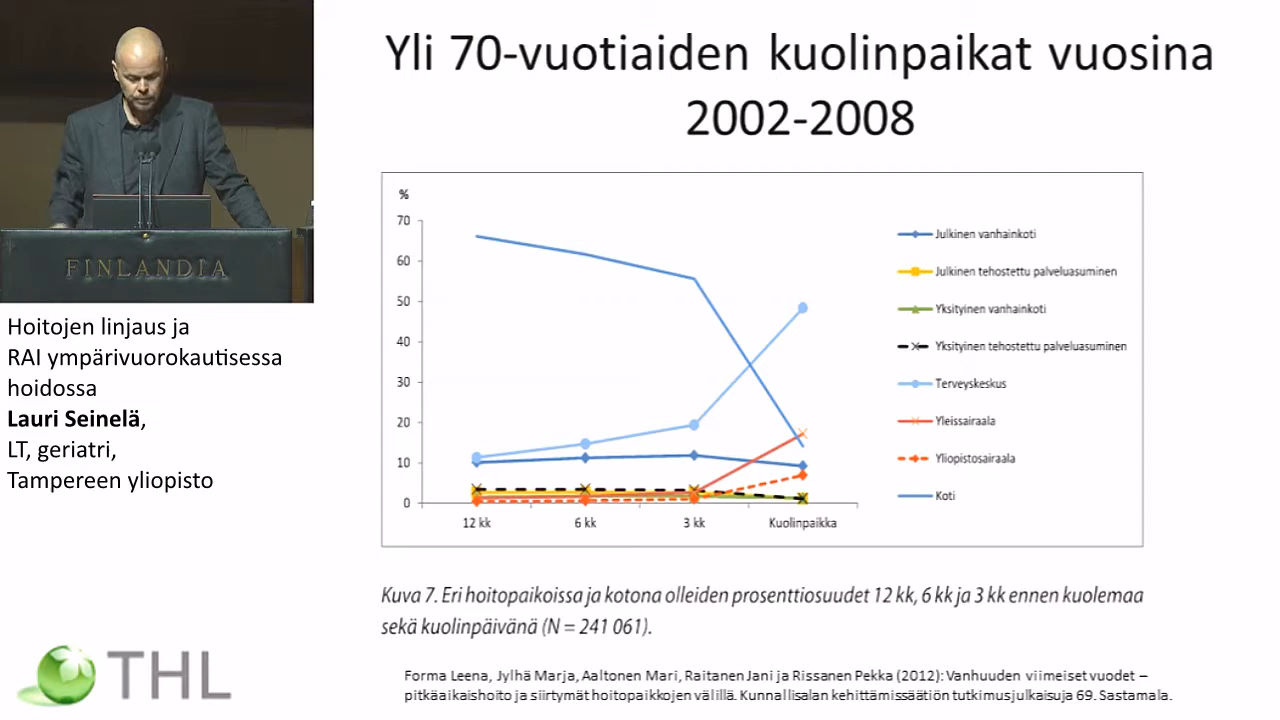 Yli 70-vuotiaiden kuolinpaikat vuosina
2002-2008
FINLANDIA
Hoitojen linjaus ja
RAI ympärivuorokautisessa
hoidossa
Lauri Seinelä,
LT, geriatri,
Tampereen yliopisto
THL
%
70
60
50
40
30
20
10
0
12 kk
6 kk
3 kk
Kuolinpaikka
Julkinen vanhainkoti
Julkinen tehostettu palveluasuminen
Yksityinen vanhainkoti
Yksityinen tehostettu palveluasuminen
Terveyskeskus
Yleissairaala
Yliopistosairaala
Koti
Kuva 7. Eri hoitopaikoissa ja kotona olleiden prosenttiosuudet 12 kk, 6 kk ja 3 kk ennen kuolemaa
sekä kuolinpäivänä (N = 241 061).
Forma Leena, Jylhä Marja, Aaltonen Mari, Raitanen Jani ja Rissanen Pekka (2012): Vanhuuden viimeiset vuodet –
pitkäaikaishoito ja siirtymät hoitopaikkojen välillä. Kunnallisalan kehittämissäätiön tutkimusjulkaisuja 69. Sastamala.